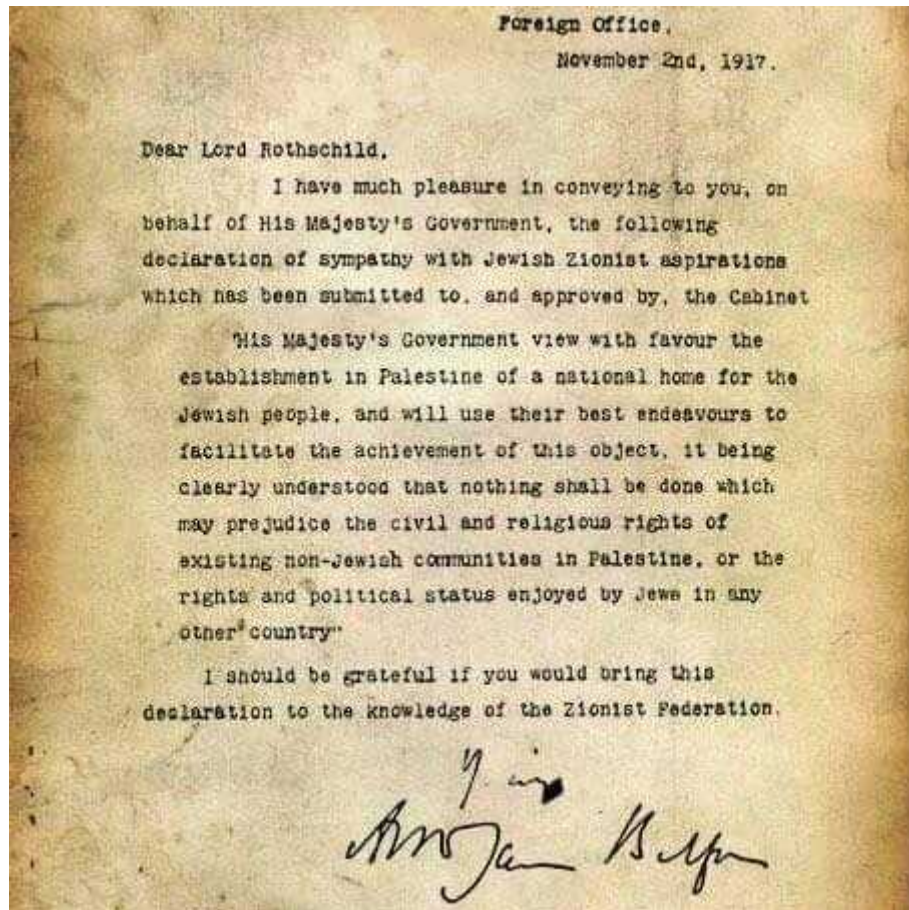 Foreign Office,
November 2nd, 1917.
Dear Lord Rothschild,
I have much pleasure in conveying to you, on
behalf of His Majesty's Government, the following
declaration of sympathy with Jewish Zionist aspirations
which has been submitted to, and approved by, the Cabinet
"His Majesty's Government view with favour the
establishment in Palestine of a national home for the
Jewish people, and will use their best endeavours to
facilitate the achievement of this object, it being
clearly understood that nothing shall be done which
may prejudice the civil and religious rights of
existing non-Jewish communities in Palestine, or the
rights and political status enjoyed by Jews in any
other country"
I should be grateful if you would bring this
declaration to the knowledge of the Zionist Federation.